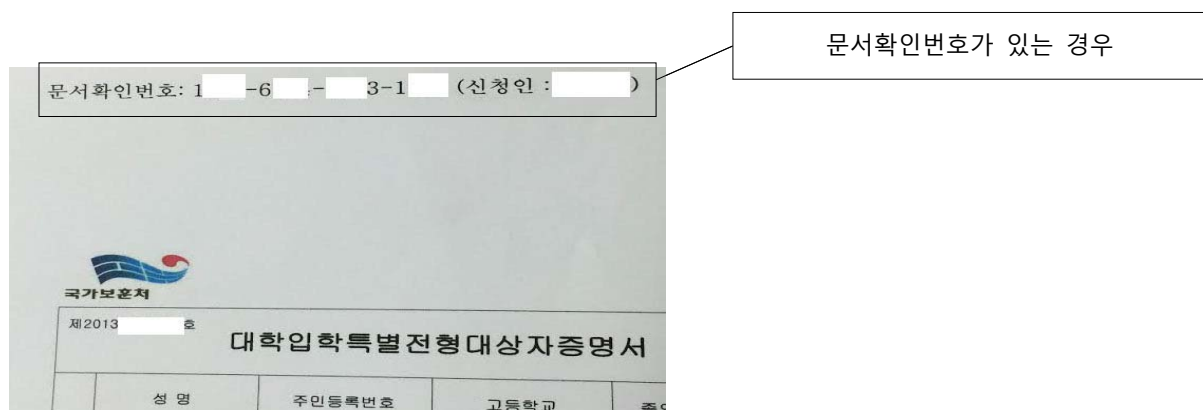 문서확인번호가 있는 경우
문서확인번호: 1 -6 - 3-1 (신청인 : )
국가보훈처
제2013 호
대학입학특별전형대상자증명서
성 명 주민등록번호 고등학교